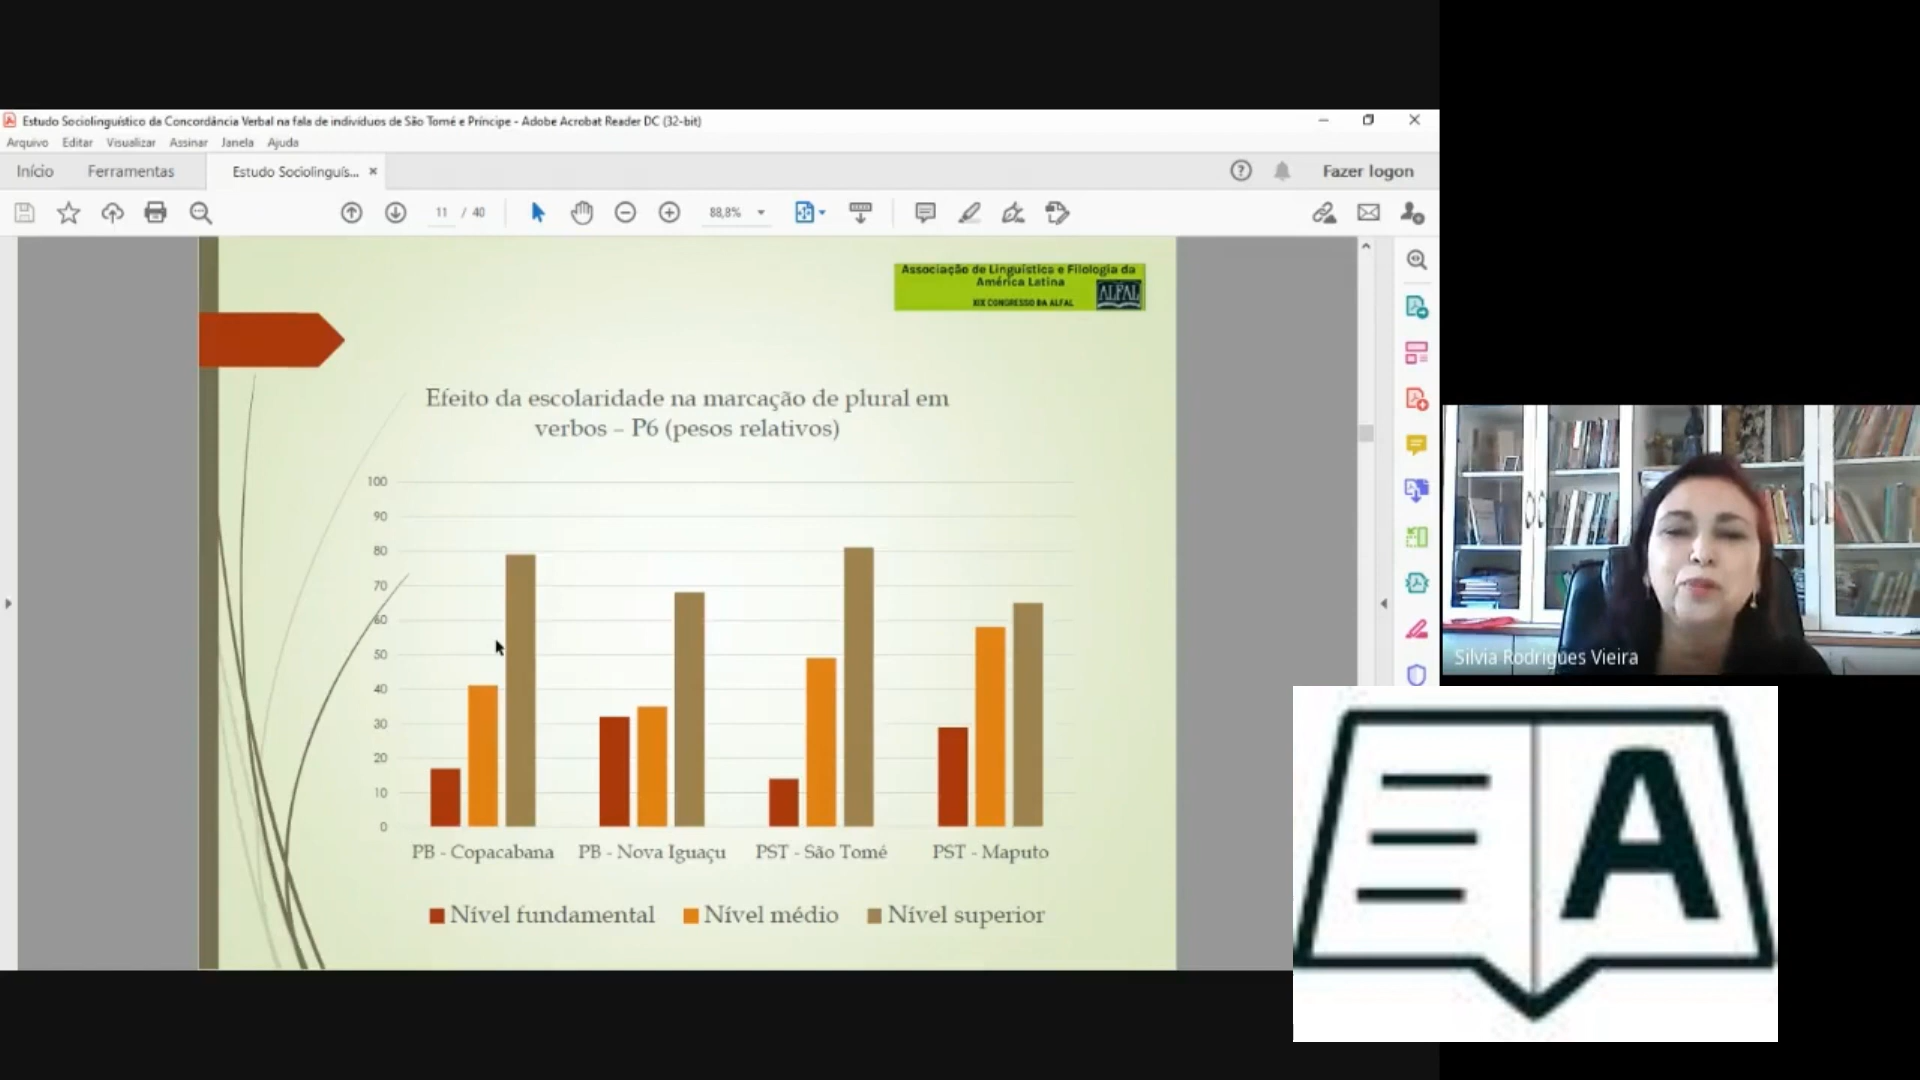 Estudo Sociolinguístico da Concordância Verbal na fala de indivíduos de São Tomé e Príncipe - Adobe Acrobat Reader DC (32-bit)
Arquivo Editar Visualizar Assinar Janela Ajuda
Início Ferramentas Estudo Sociolinguís... Fazer logon
11 / 40 88,8%
Associação de Linguística e Filologia da
América Latina
XIX CONGRESSO DA ALFAL
ALFAL
Efeito da escolaridade na marcação de plural em
verbos – P6 (pesos relativos)
100
90
80
70
60
50
40
30
20
10
0
PB - Copacabana PB - Nova Iguaçu PST - São Tomé PST - Maputo
Nível fundamental Nível médio Nível superior
Silvia Rodrigues Vieira
A